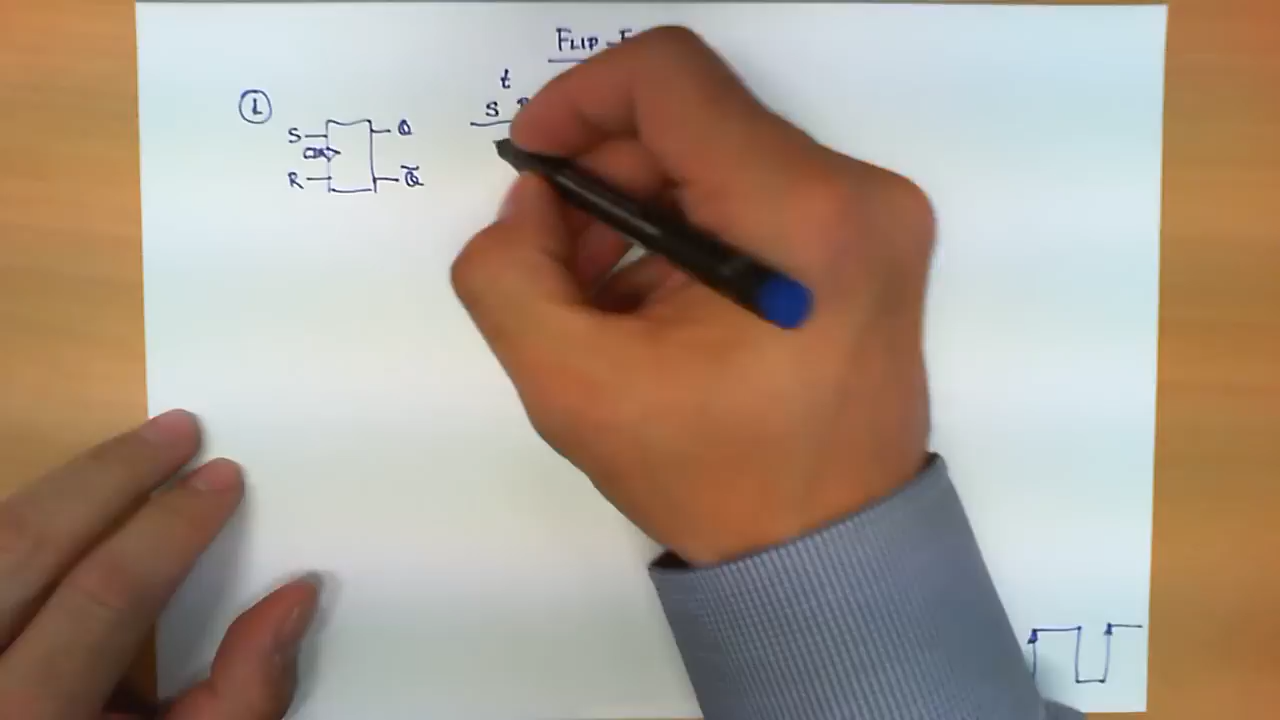 FLIP-F
t
①
S R
S Q
CLK
R Q̅